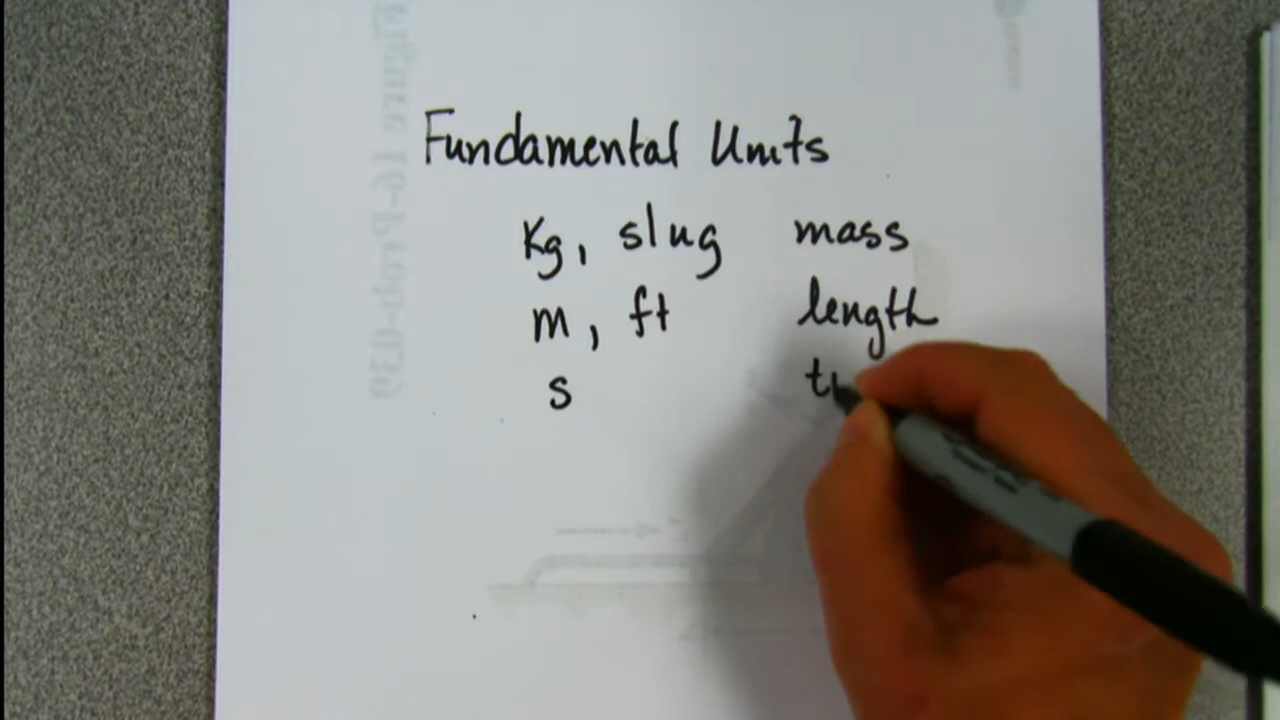 Fundamental Units
Kg, slug mass
m, ft length
s